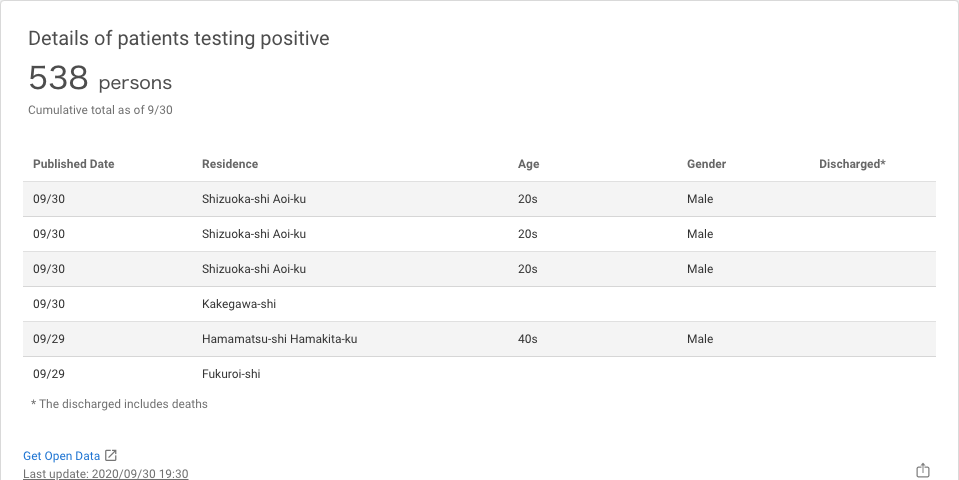 Details of patients testing positive
538 persons
Cumulative total as of 9/30
Published Date Residence Age Gender Discharged*
09/30 Shizuoka-shi Aoi-ku 20s Male
09/30 Shizuoka-shi Aoi-ku 20s Male
09/30 Shizuoka-shi Aoi-ku 20s Male
09/30 Kakegawa-shi
09/29 Hamamatsu-shi Hamakita-ku 40s Male
09/29 Fukuroi-shi
* The discharged includes deaths
Get Open Data
Last update: 2020/09/30 19:30